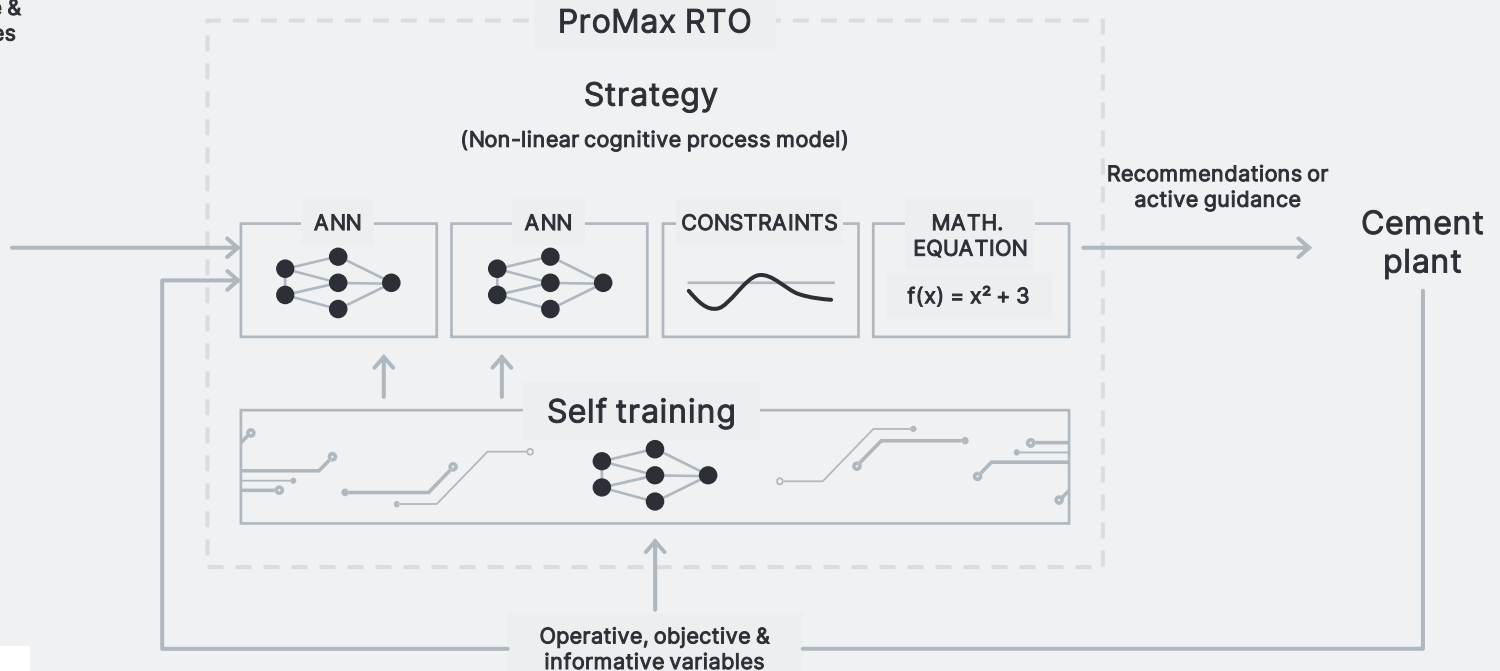 &
ProMax RTO
Strategy
(Non-linear cognitive process model)
Recommendations or
active guidance
Cement
plant
ANN
ANN
CONSTRAINTS
MATH.
EQUATION
f(x) = x² + 3
Self training
Operative, objective &
informative variables